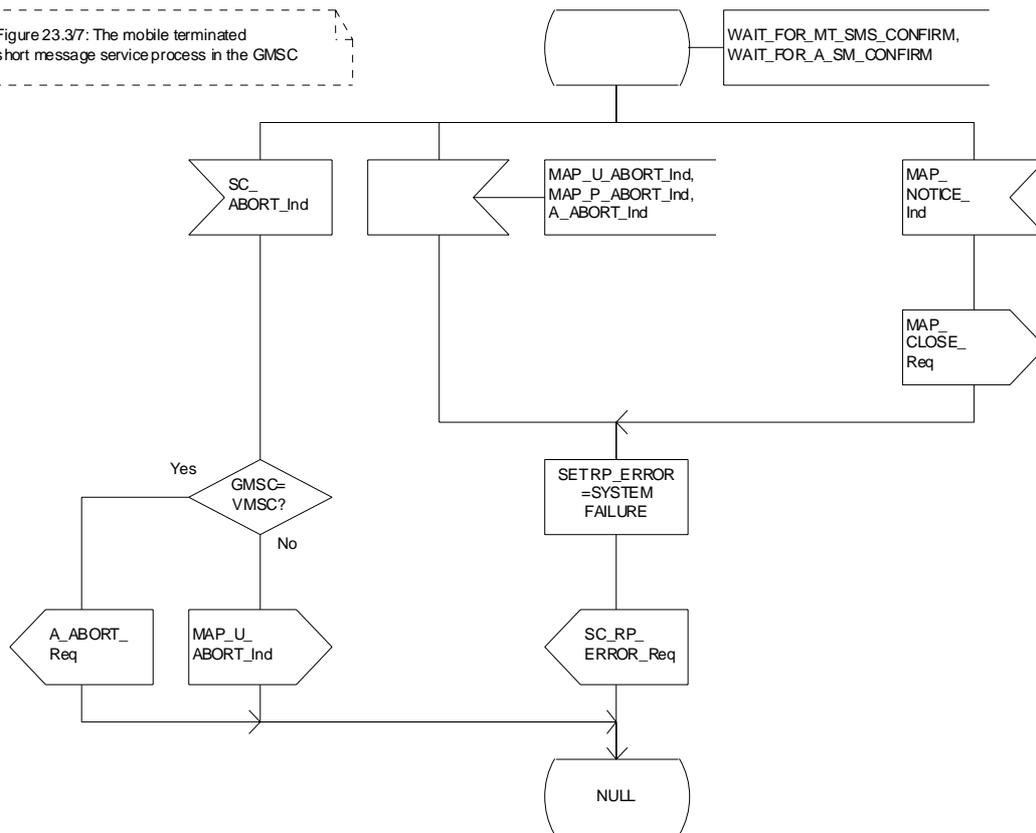 Figure 23.3/7: The mobile terminated
short message service process in the GMSC
WAIT_FOR_MT_SMS_CONFIRM,
WAIT_FOR_A_SM_CONFIRM
SC_
ABORT_Ind
MAP_U_ABORT_Ind,
MAP_P_ABORT_Ind,
A_ABORT_Ind
MAP_
NOTICE_
Ind
MAP_
CLOSE_
Req
Yes
GMSC=
VMSC?
No
SET RP_ERROR
=SYSTEM
FAILURE
A_ABORT_
Req
MAP_U_
ABORT_Ind
SC_RP_
ERROR_Req
NULL